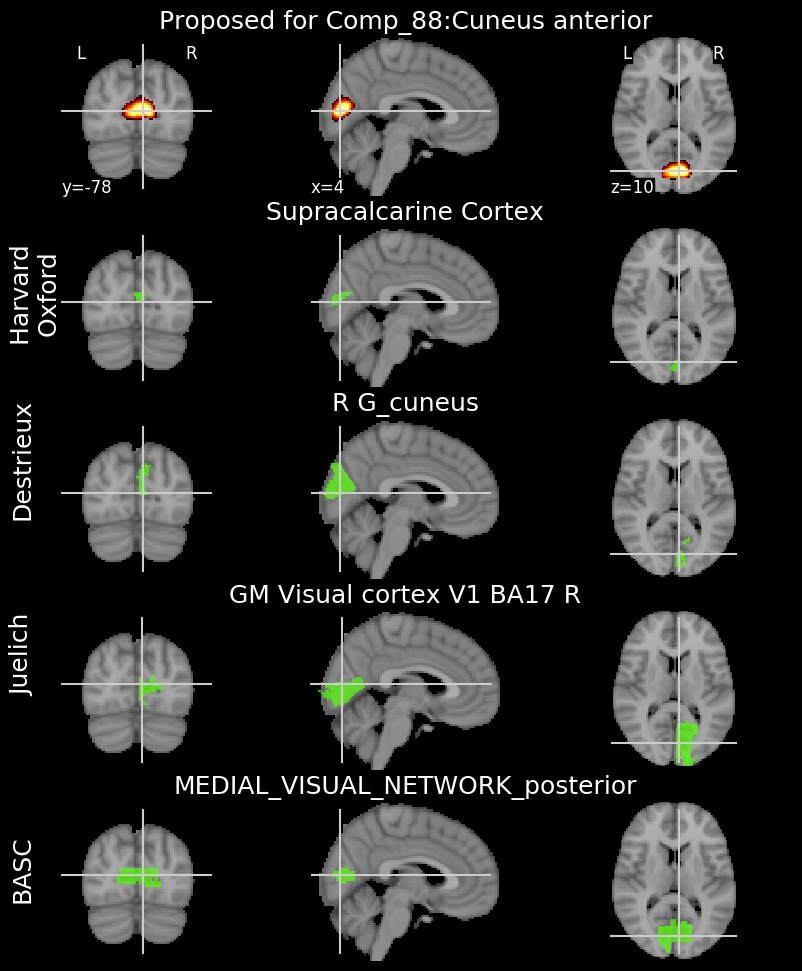 Proposed for Comp_88:Cuneus anterior
L
R
L
R
y=-78
x=4
z=10
Supracalcarine Cortex
Harvard
Oxford
R G_cuneus
Destrieux
GM Visual cortex V1 BA17 R
Juelich
MEDIAL_VISUAL_NETWORK_posterior
BASC